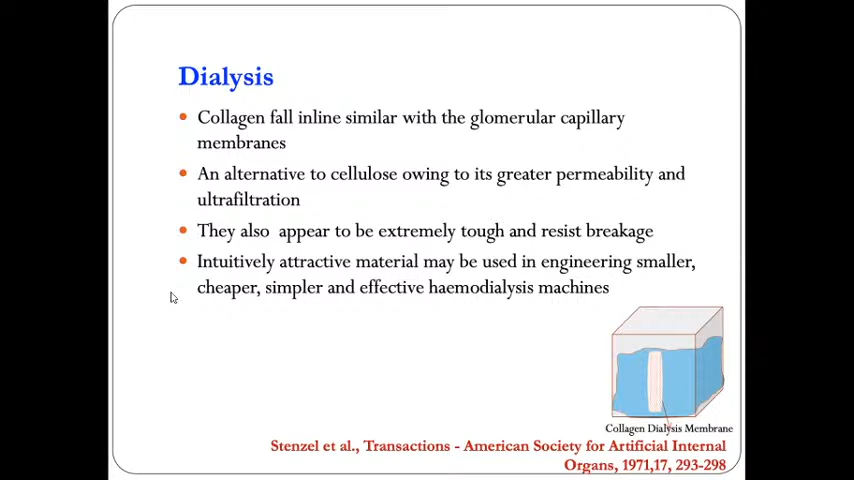 Dialysis
Collagen fall inline similar with the glomerular capillary
membranes
An alternative to cellulose owing to its greater permeability and
ultrafiltration
They also appear to be extremely tough and resist breakage
Intuitively attractive material may be used in engineering smaller,
cheaper, simpler and effective haemodialysis machines
Collagen Dialysis Membrane
Stenzel et al., Transactions - American Society for Artificial Internal
Organs, 1971,17, 293-298